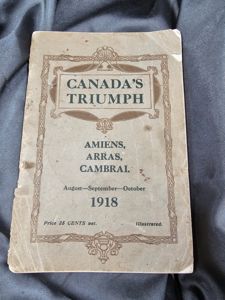 CANADA'S
TRIUMPH
AMIENS,
ARRAS,
CAMBRAI.
August—September—October
1918
Price 25 CENTS net.
Illustrated.